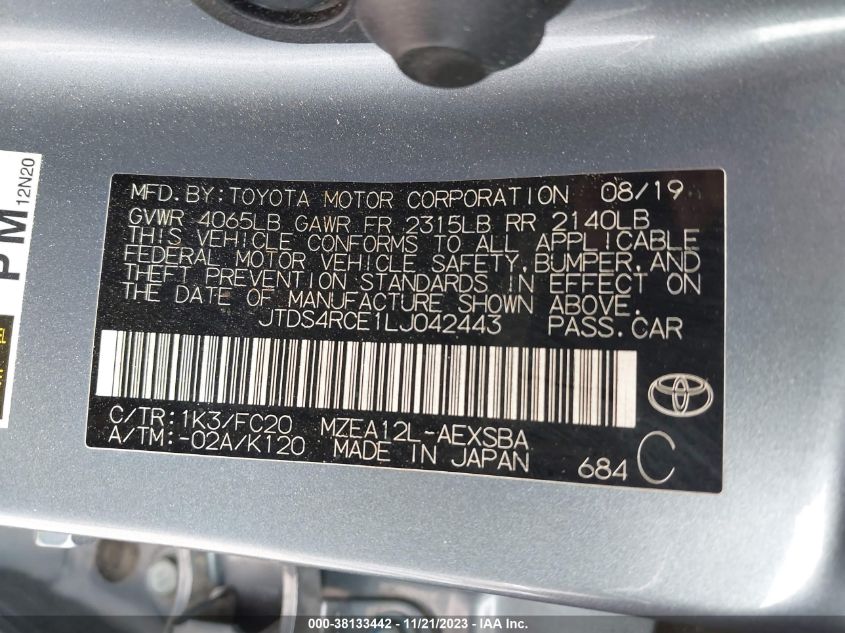 MFD. BY: TOYOTA MOTOR CORPORATION 08/19
GVWR 4065LB GAWR FR 2315LB RR 2140LB
THIS VEHICLE CONFORMS TO ALL APPLICABLE
FEDERAL MOTOR VEHICLE SAFETY, BUMPER, AND
THEFT PREVENTION STANDARDS IN EFFECT ON
THE DATE OF MANUFACTURE SHOWN ABOVE.
JTDS4RCE1LJ042443 PASS. CAR
C/TR: 1K3/FC20 MZEA12L-AEXSBA
A/TM: -02A/K120 MADE IN JAPAN 684 C
PM
12N20
000-38133442 - 11/21/2023 - IAA Inc.